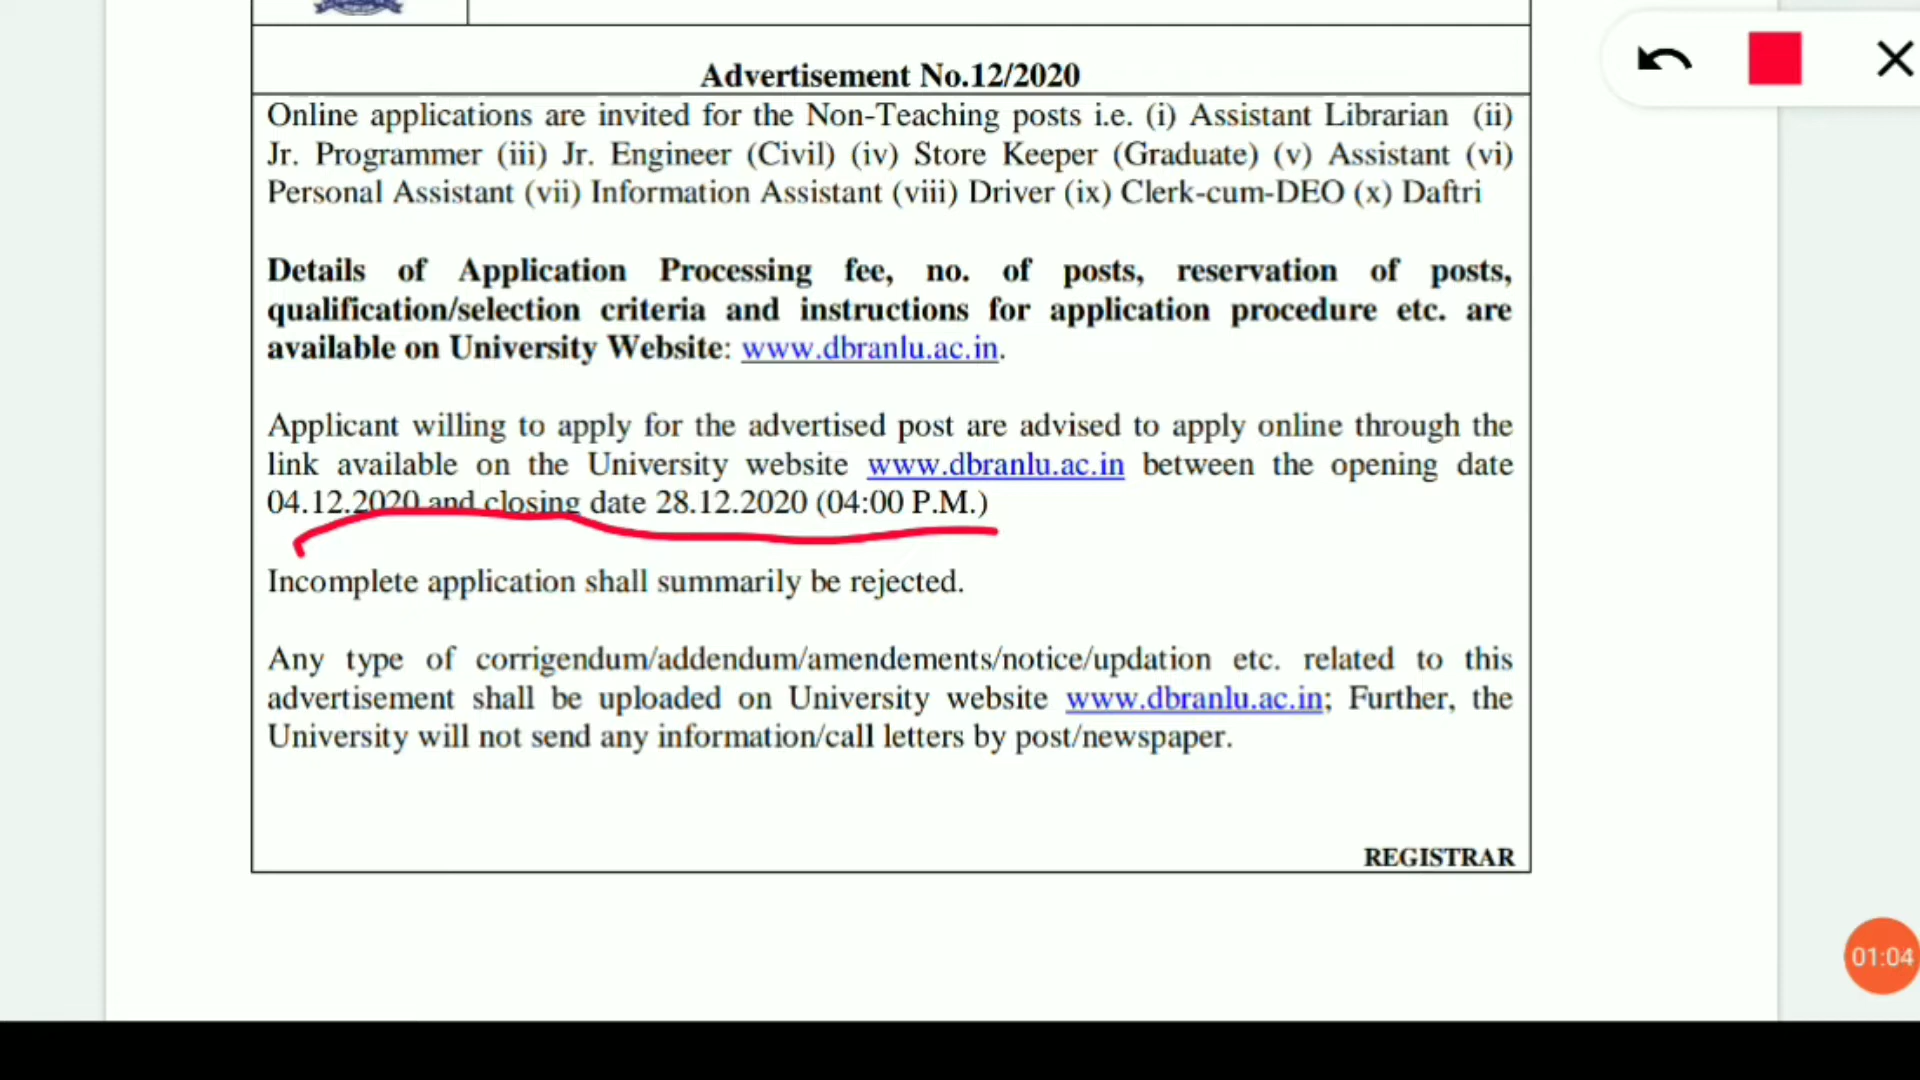 Advertisement No.12/2020
Online applications are invited for the Non-Teaching posts i.e. (i) Assistant Librarian (ii)
Jr. Programmer (iii) Jr. Engineer (Civil) (iv) Store Keeper (Graduate) (v) Assistant (vi)
Personal Assistant (vii) Information Assistant (viii) Driver (ix) Clerk-cum-DEO (x) Daftri
Details of Application Processing fee, no. of posts, reservation of posts,
qualification/selection criteria and instructions for application procedure etc. are
available on University Website: www.dbranlu.ac.in.
Applicant willing to apply for the advertised post are advised to apply online through the
link available on the University website www.dbranlu.ac.in between the opening date
04.12.2020 and closing date 28.12.2020 (04:00 P.M.)
Incomplete application shall summarily be rejected.
Any type of corrigendum/addendum/amendements/notice/updation etc. related to this
advertisement shall be uploaded on University website www.dbranlu.ac.in; Further, the
University will not send any information/call letters by post/newspaper.
REGISTRAR
01:04